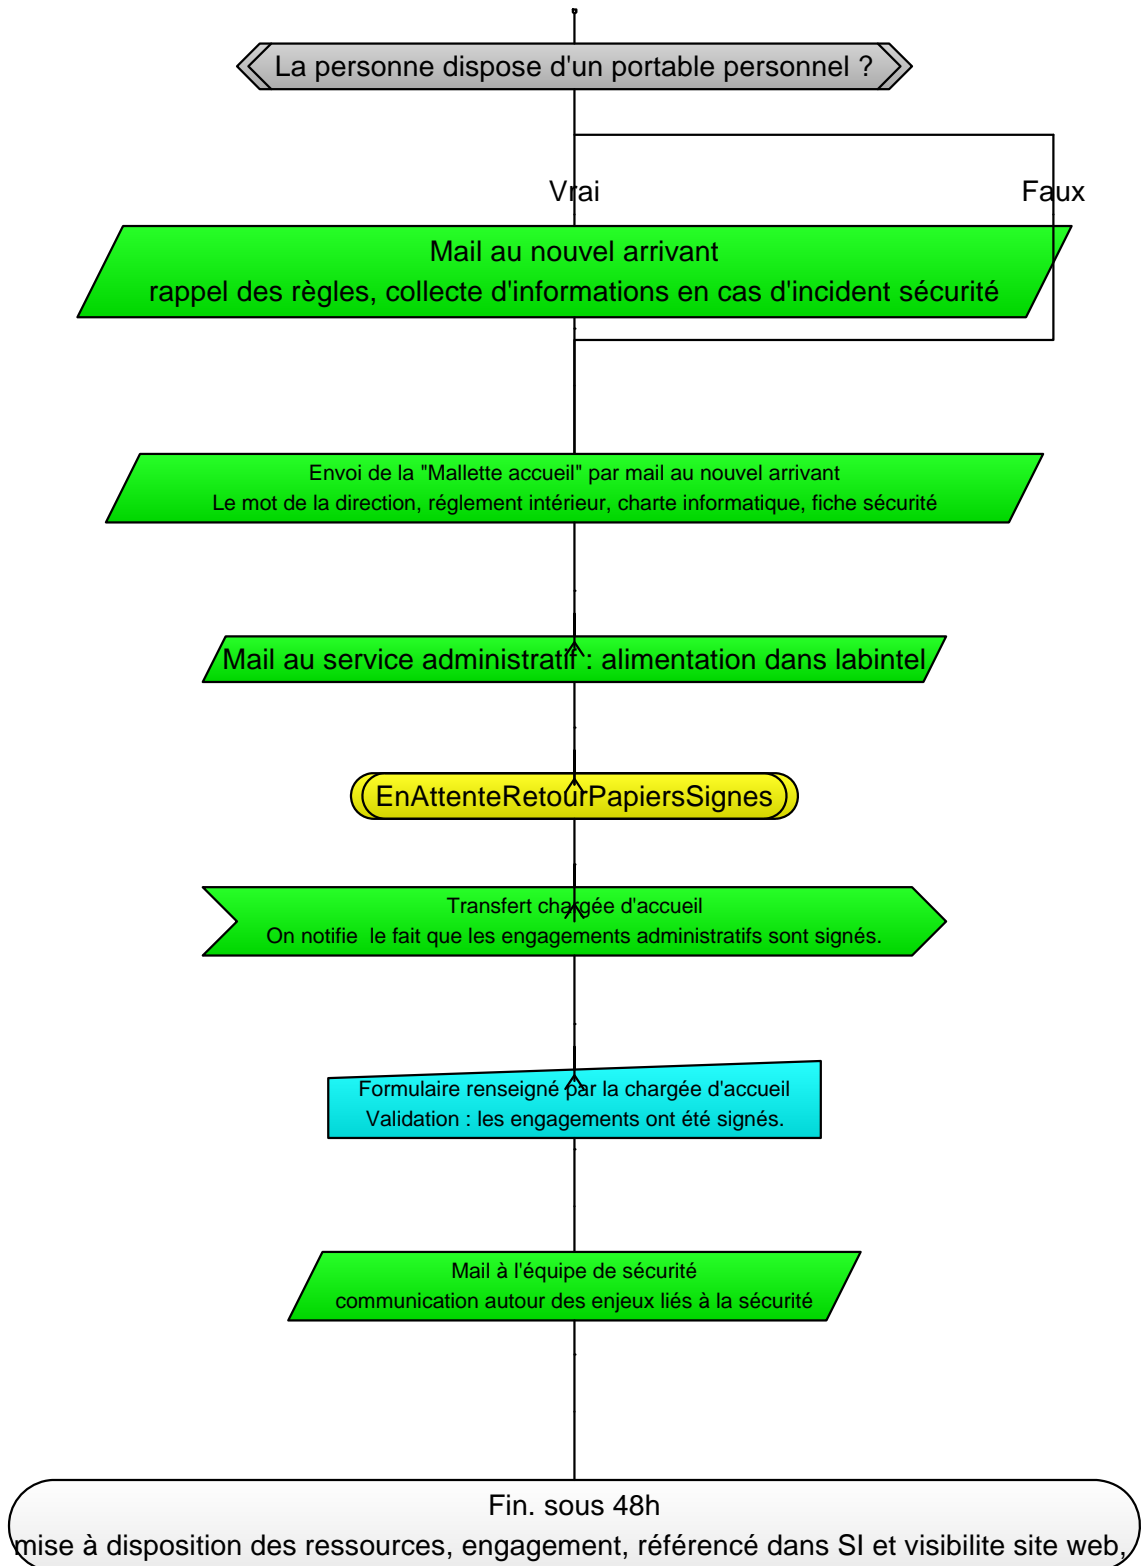 La personne dispose d'un portable personnel ?
Vrai
Faux
Mail au nouvel arrivant
rappel des règles, collecte d'informations en cas d'incident sécurité
Envoi de la "Mallette accueil" par mail au nouvel arrivant
Le mot de la direction, réglement intérieur, charte informatique, fiche sécurité
Mail au service administratif : alimentation dans labintel
EnAttenteRetourPapiersSignes
Transfert chargée d'accueil
On notifie  le fait que les engagements administratifs sont signés.
Formulaire renseigné par la chargée d'accueil
Validation : les engagements ont été signés.
Mail à l'équipe de sécurité
communication autour des enjeux liés à la sécurité
Fin. sous 48h
mise à disposition des ressources, engagement, référencé dans SI et visibilite site web,